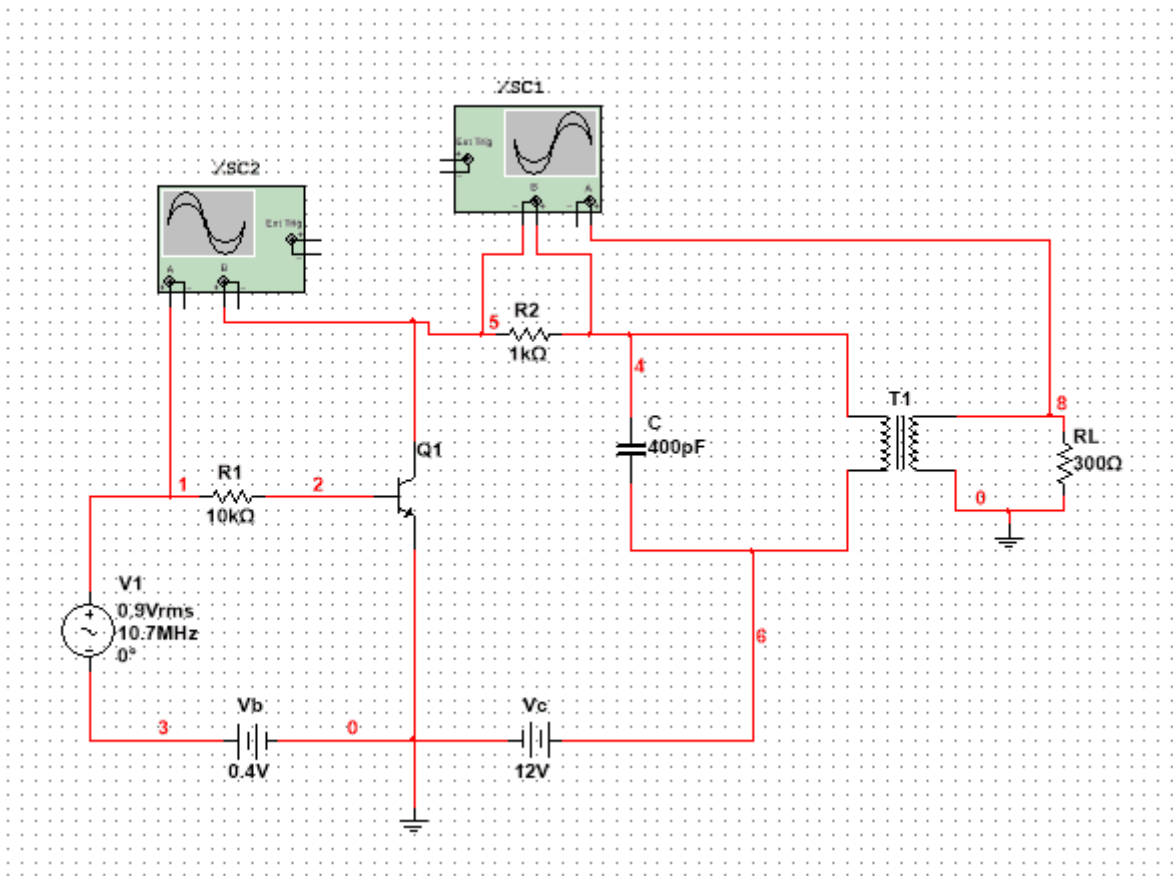 XSC1
Ext Trig
+
-
B
A
- + - +
XSC2
Ext Trig
+
-
A
B
+ - + -
R2
5
1kΩ
4
T1
8
C
400pF
RL
300Ω
Q1
R1
1
2
10kΩ
0
V1
0.9Vrms
10.7MHz
0°
6
Vb
Vc
3
0
0.4V
12V